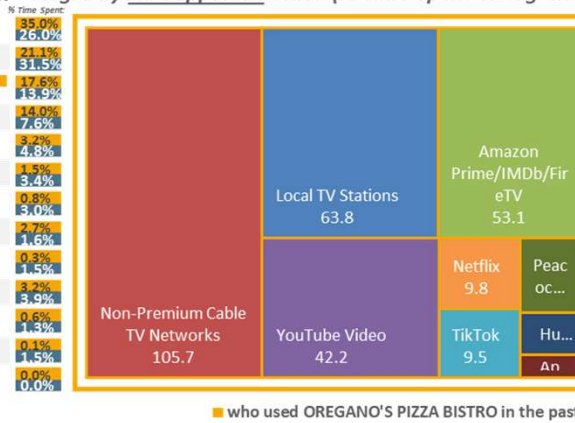 % Time Spent:
35.0%
26.0%
21.1%
31.5%
17.6%
13.9%
14.0%
7.6%
3.2%
4.8%
1.5%
3.4%
0.8%
3.0%
2.7%
1.6%
0.3%
1.5%
3.2%
3.9%
0.6%
1.3%
0.1%
1.5%
0.0%
0.0%
Non-Premium Cable
TV Networks
105.7
Local TV Stations
63.8
Amazon
Prime/IMDb/Fir
eTV
53.1
YouTube Video
42.2
Netflix
9.8
Peac
oc...
TikTok
9.5
Hu...
An
who used OREGANO'S PIZZA BISTRO in the past